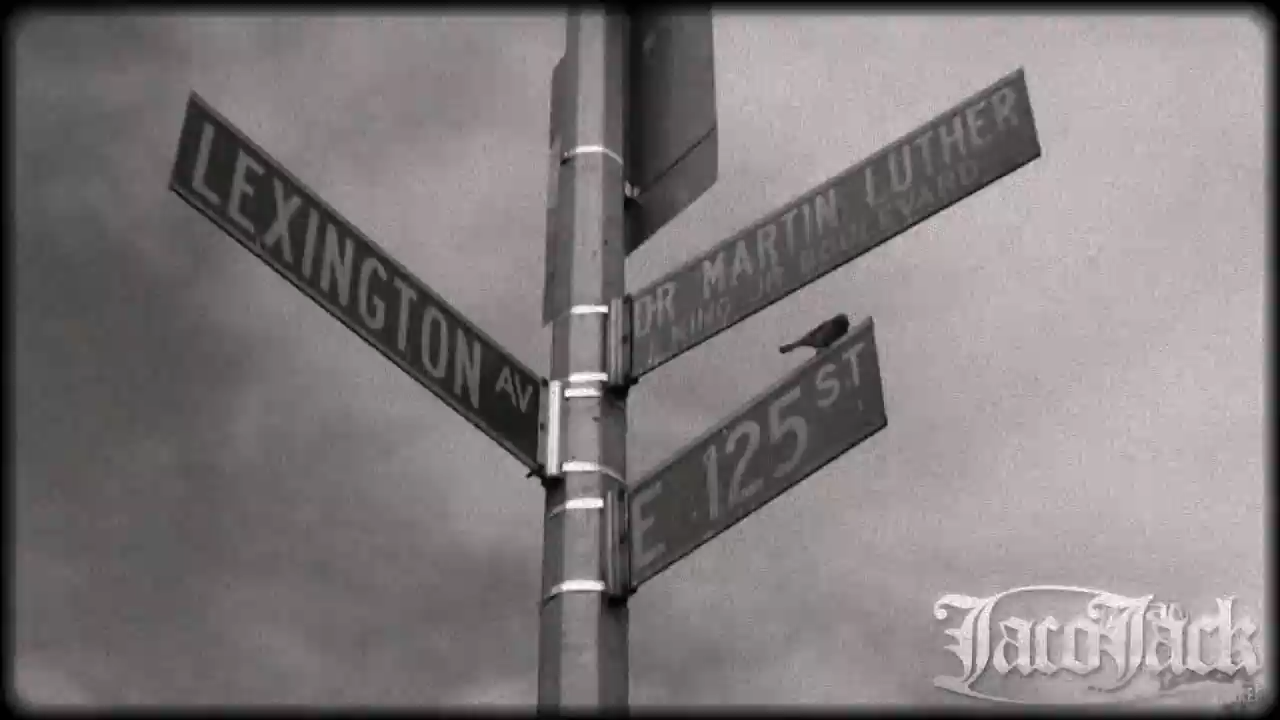 LEXINGTON AV
DR MARTIN LUTHER
KING JR BOULEVARD
E 125 ST
JacoJack